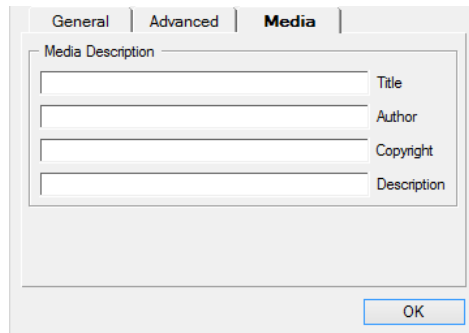 General Advanced Media
Media Description
Title
Author
Copyright
Description
OK